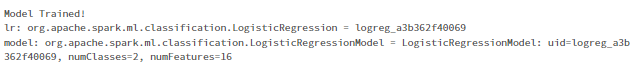 Model Trained!
lr: org.apache.spark.ml.classification.LogisticRegression = logreg_a3b362f40069
model: org.apache.spark.ml.classification.LogisticRegressionModel = LogisticRegressionModel: uid=logreg_a3b
362f40069, numClasses=2, numFeatures=16